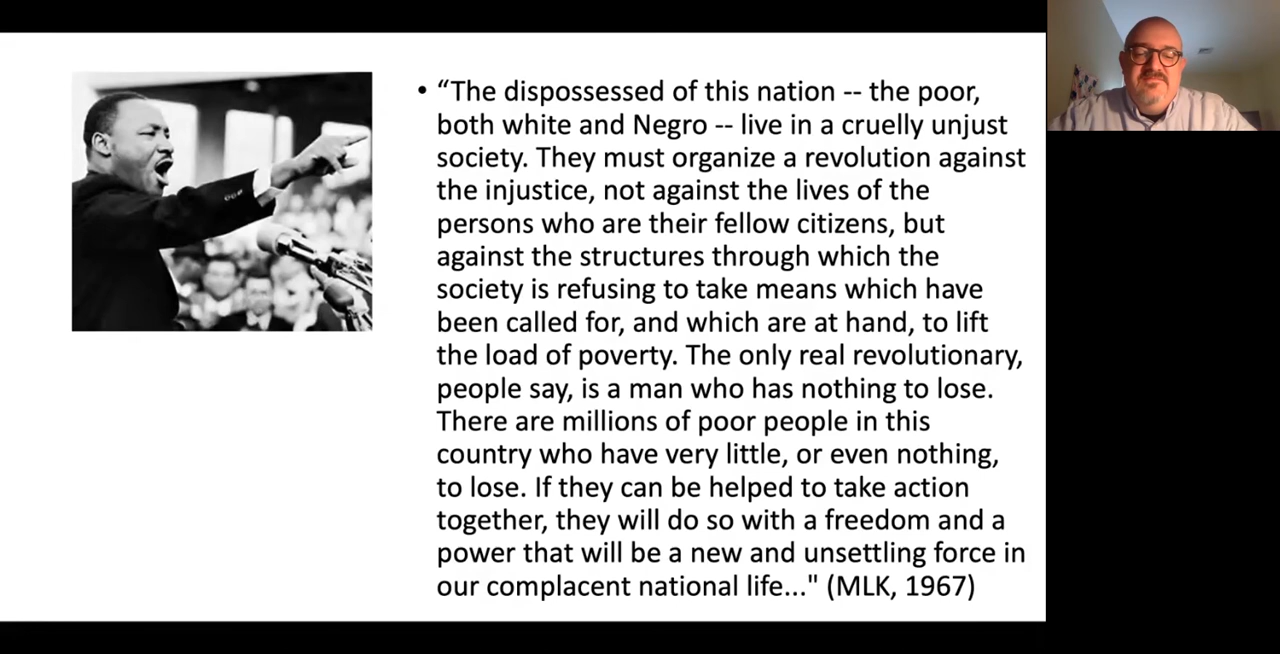 • “The dispossessed of this nation -- the poor,
both white and Negro -- live in a cruelly unjust
society. They must organize a revolution against
the injustice, not against the lives of the
persons who are their fellow citizens, but
against the structures through which the
society is refusing to take means which have
been called for, and which are at hand, to lift
the load of poverty. The only real revolutionary,
people say, is a man who has nothing to lose.
There are millions of poor people in this
country who have very little, or even nothing,
to lose. If they can be helped to take action
together, they will do so with a freedom and a
power that will be a new and unsettling force in
our complacent national life..." (MLK, 1967)